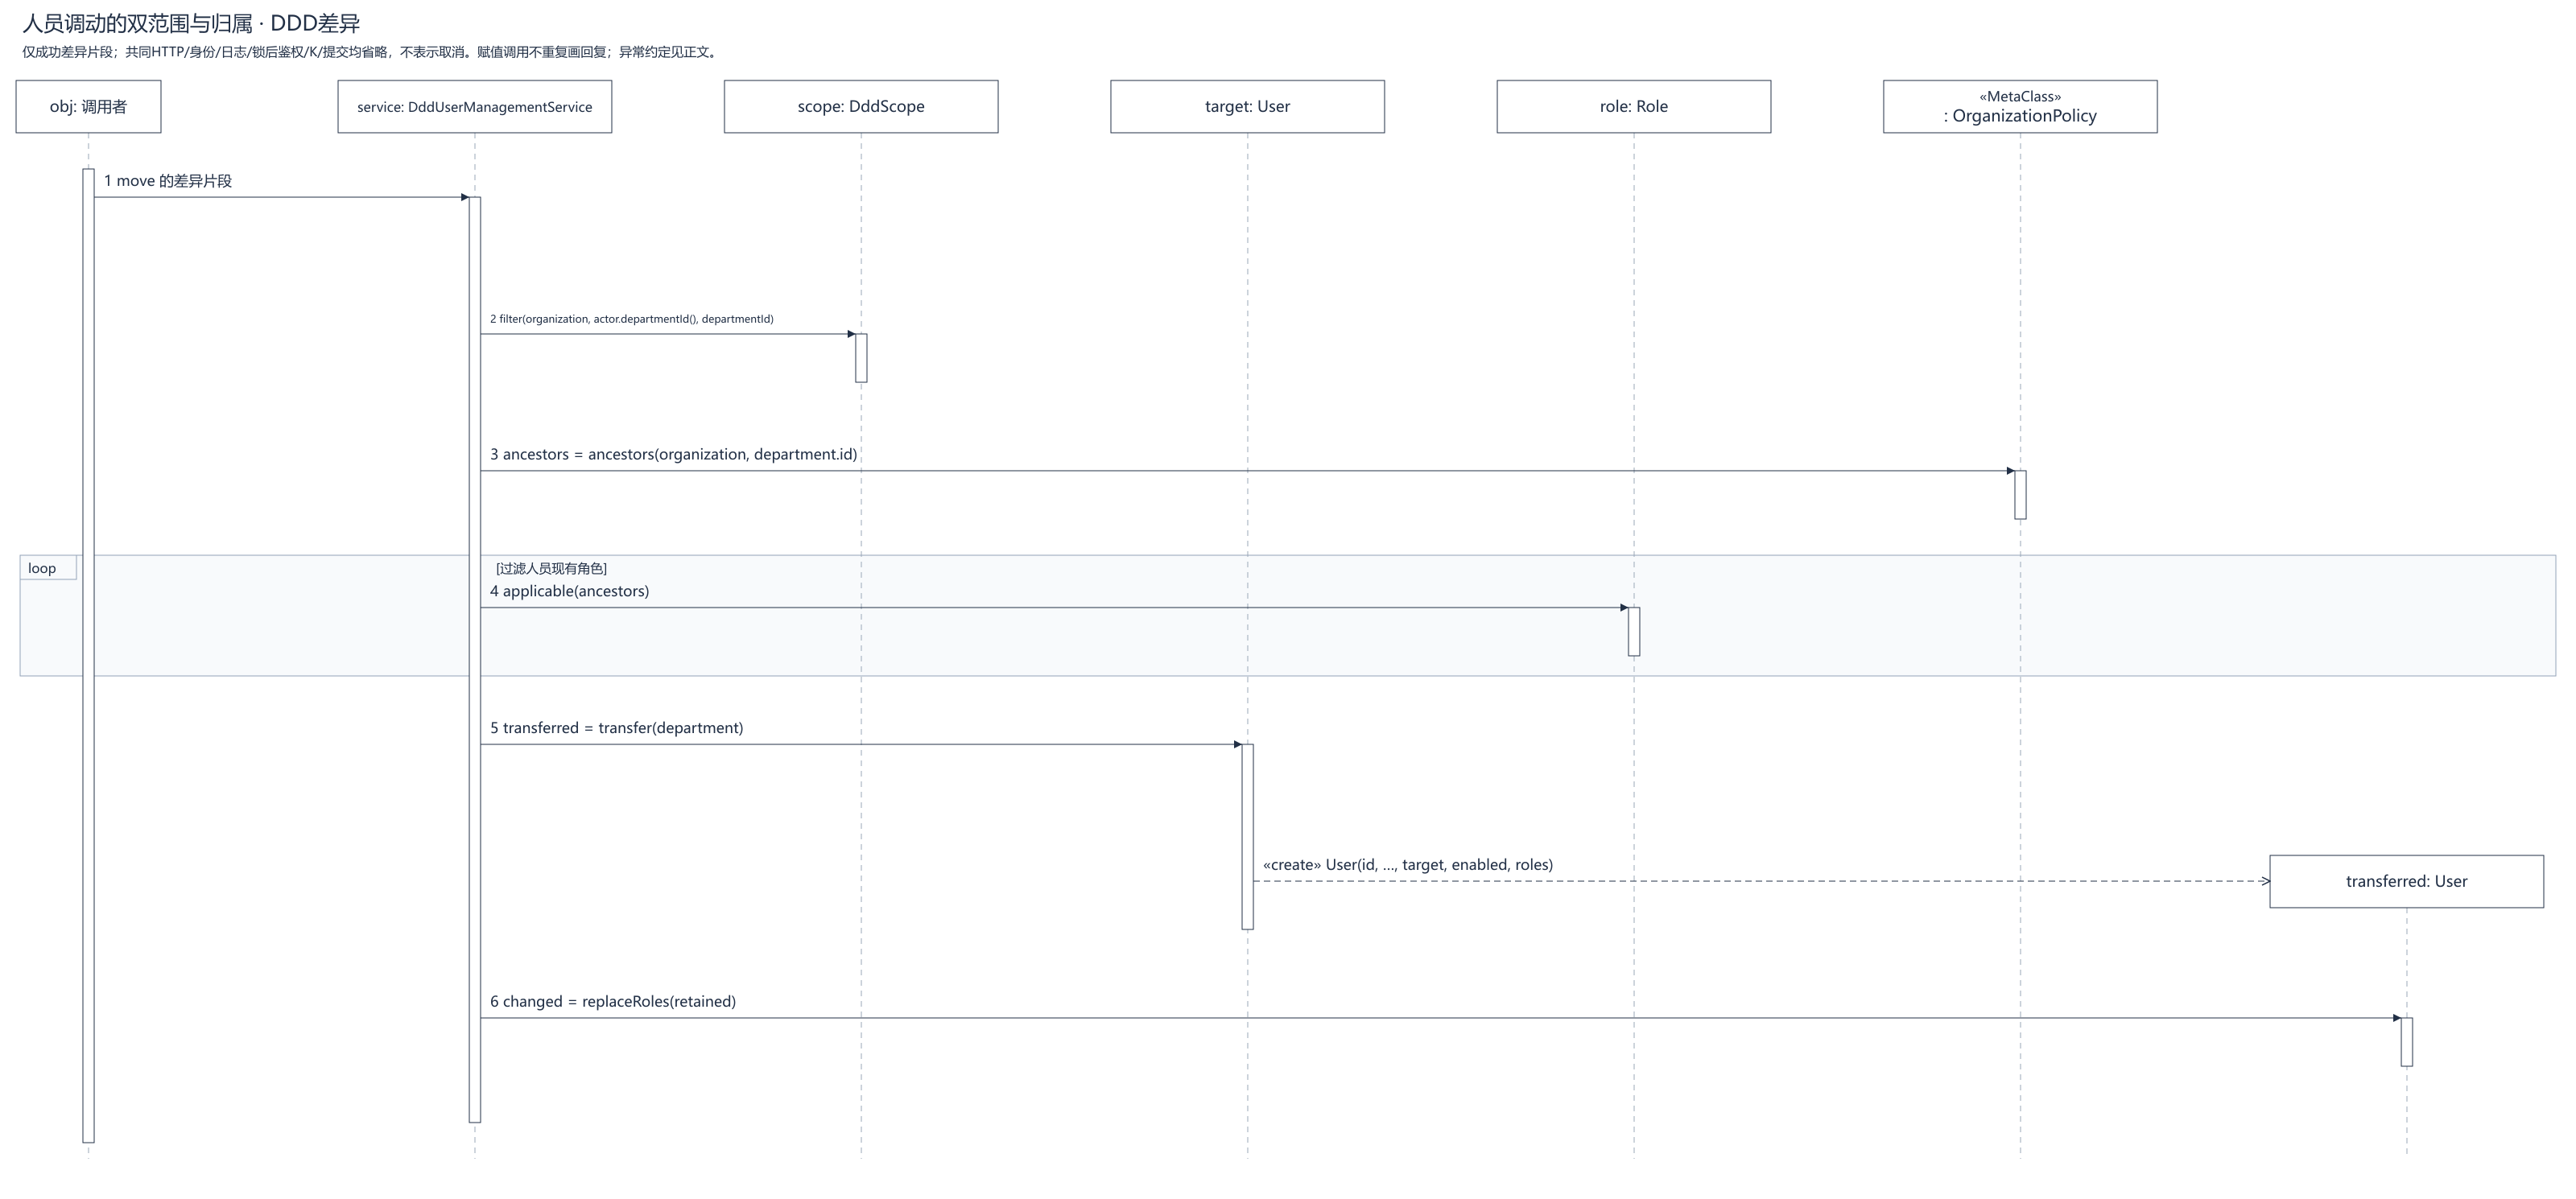 人员调动的双范围与归属 · DDD差异
仅成功差异片段；共同HTTP/身份/日志/锁后鉴权/K/提交均省略，不表示取消。赋值调用不重复画回复；异常约定见正文。
obj: 调用者
service: DddUserManagementService
scope: DddScope
target: User
role: Role
«MetaClass»
: OrganizationPolicy
1 move 的差异片段
2 filter(organization, actor.departmentId(), departmentId)
3 ancestors = ancestors(organization, department.id)
loop
[过滤人员现有角色]
4 applicable(ancestors)
5 transferred = transfer(department)
«create» User(id, ..., target, enabled, roles)
transferred: User
6 changed = replaceRoles(retained)